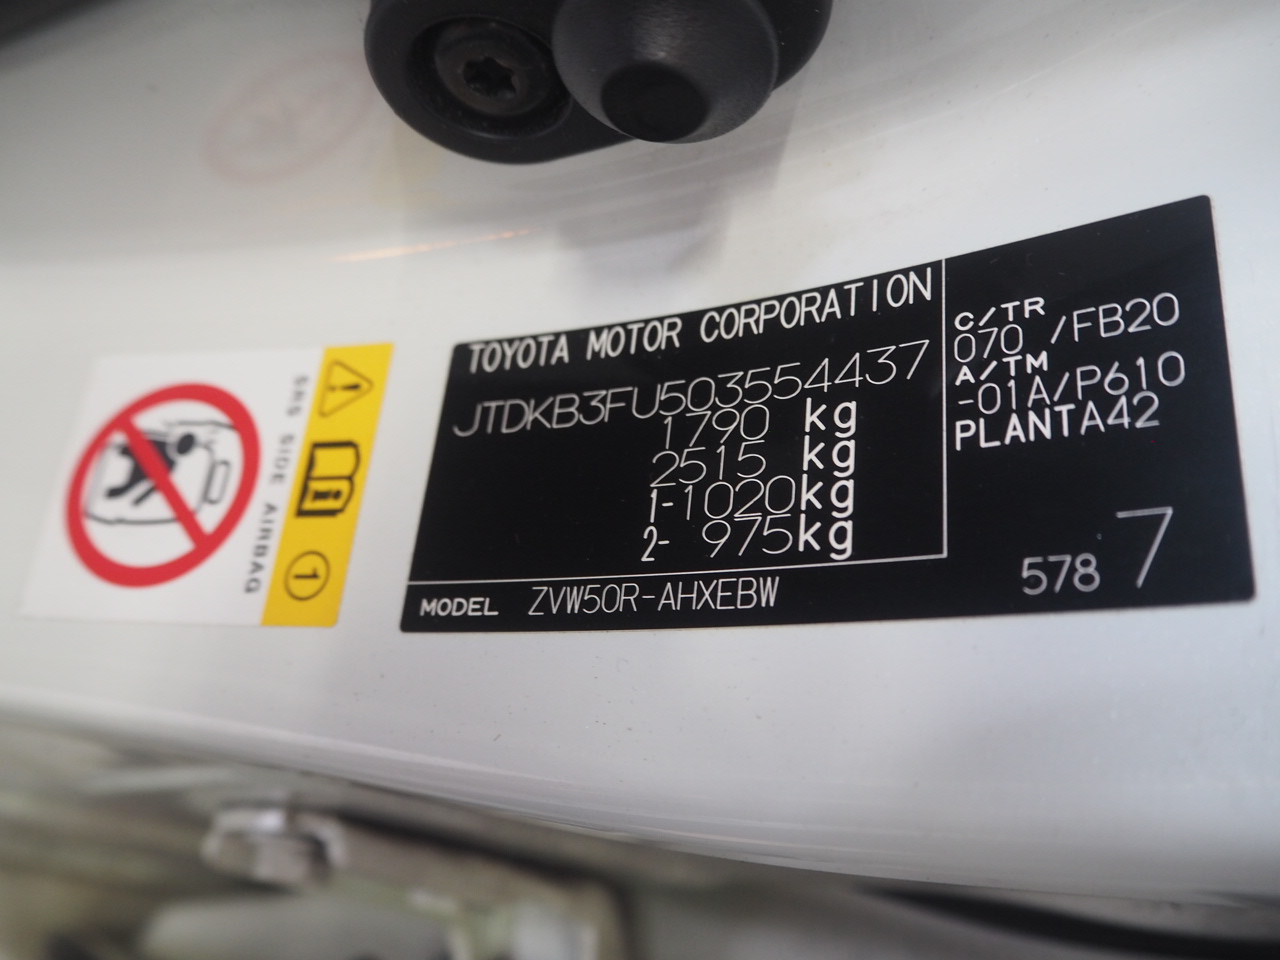 TOYOTA MOTOR CORPORATION
JTDKB3FU503554437
1790 kg
2515 kg
1-1020kg
2- 975kg
MODEL ZVW50R-AHXEBW
C/TR
070 /FB20
A/TM
-01A/P610
PLANTA42
578 7
SRS SIDE AIRBAG
1